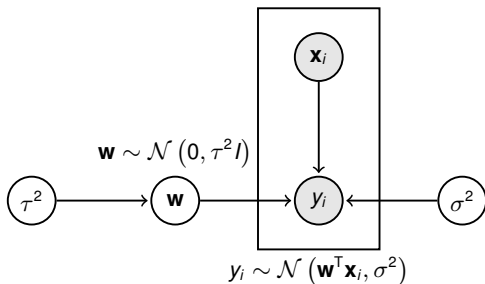 𝐱ᵢ
𝐰 ∼ 𝒩 (0, τ²I)
τ²
𝐰
yᵢ
σ²
yᵢ ∼ 𝒩 (𝐰ᵀ𝐱ᵢ, σ²)